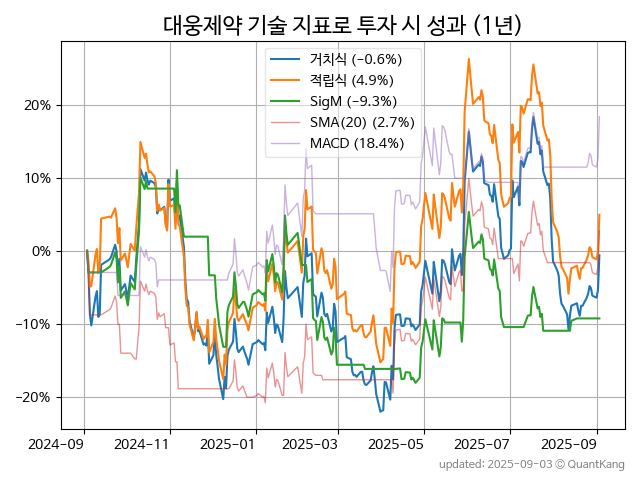 대웅제약 기술 지표로 투자 시 성과 (1년)
거치식 (−0.6%)
적립식 (4.9%)
SigM (−9.3%)
SMA(20) (2.7%)
MACD (18.4%)
20%
10%
0%
−10%
−20%
2024-09 2024-11 2025-01 2025-03 2025-05 2025-07 2025-09
updated: 2025-09-03 ⓒ QuantKang